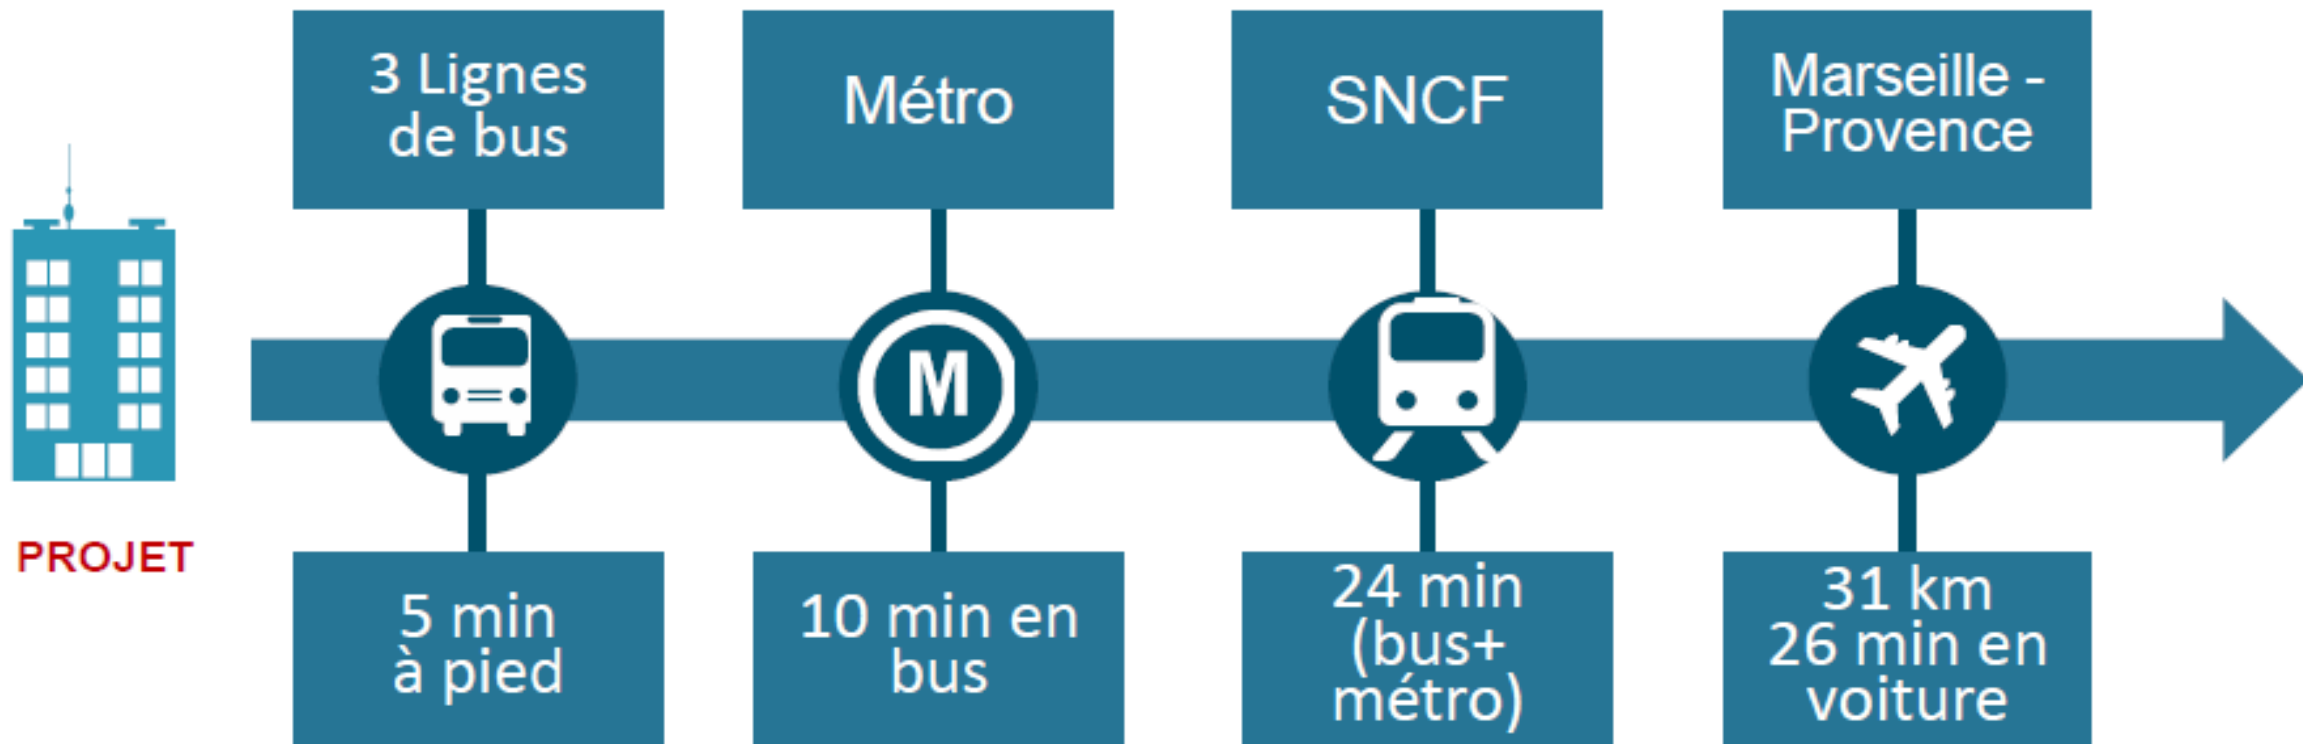 3 Lignes
de bus
Métro
SNCF
Marseille -
Provence
M
PROJET
5 min
à pied
10 min en
bus
24 min
(bus+
métro)
31 km
26 min en
voiture